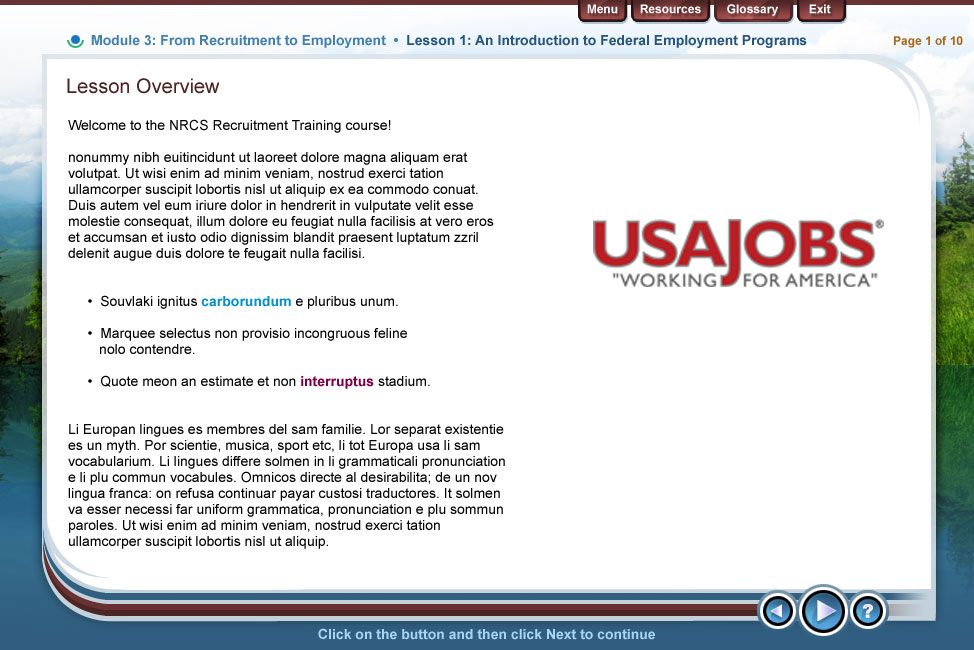 Menu Resources Glossary Exit
Module 3: From Recruitment to Employment • Lesson 1: An Introduction to Federal Employment Programs
Page 1 of 10
Lesson Overview
Welcome to the NRCS Recruitment Training course!
nonummy nibh euitincidunt ut laoreet dolore magna aliquam erat
volutpat. Ut wisi enim ad minim veniam, nostrud exerci tation
ullamcorper suscipit lobortis nisl ut aliquip ex ea commodo conuat.
Duis autem vel eum iriure dolor in hendrerit in vulputate velit esse
molestie consequat, illum dolore eu feugiat nulla facilisis at vero eros
et accumsan et iusto odio dignissim blandit praesent luptatum zzril
delenit augue duis dolore te feugait nulla facilisi.
• Souvlaki ignitus carborundum e pluribus unum.
• Marquee selectus non provisio incongruous feline
nolo contendre.
• Quote meon an estimate et non interruptus stadium.
Li Europan lingues es membres del sam familie. Lor separat existentie
es un myth. Por scientie, musica, sport etc, li tot Europa usa li sam
vocabularium. Li lingues differe solmen in li grammaticali pronunciation
e li plu commun vocabules. Omnicos directe al desirabilita; de un nov
lingua franca: on refusa continuar payar custosi traductores. It solmen
va esser necessi far uniform grammatica, pronunciation e plu sommun
paroles. Ut wisi enim ad minim veniam, nostrud exerci tation
ullamcorper suscipit lobortis nisl ut aliquip.
USAJOBS®
"WORKING FOR AMERICA"
?
Click on the button and then click Next to continue